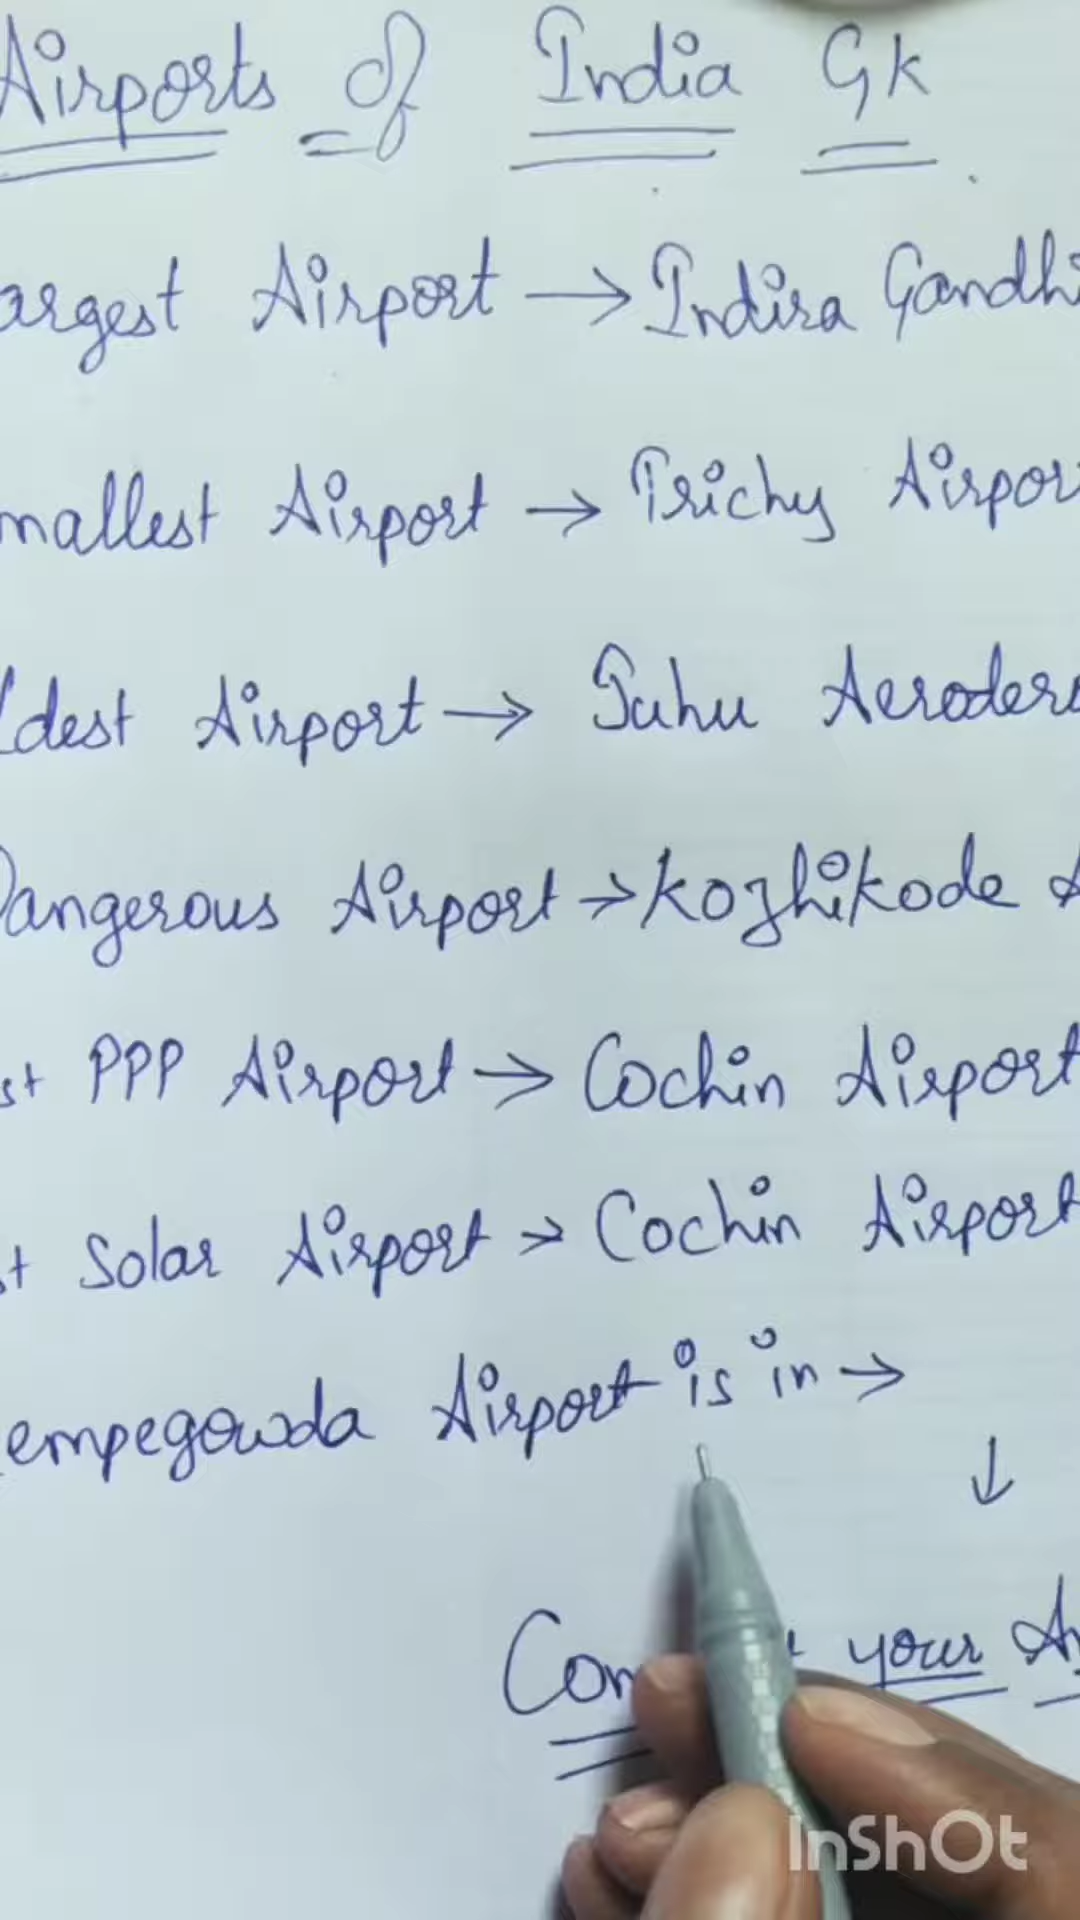 Airports of India Gk
argest Airport → Indira Gandhi
mallest Airport → Trichy Airport
ldest Airport → Juhu Aeroders
Dangerous Airport → Kozhikode A
st PPP Airport → Cochin Airport
st Solar Airport → Cochin Airport
empegowda Airport is in →
↓
your
InShOt